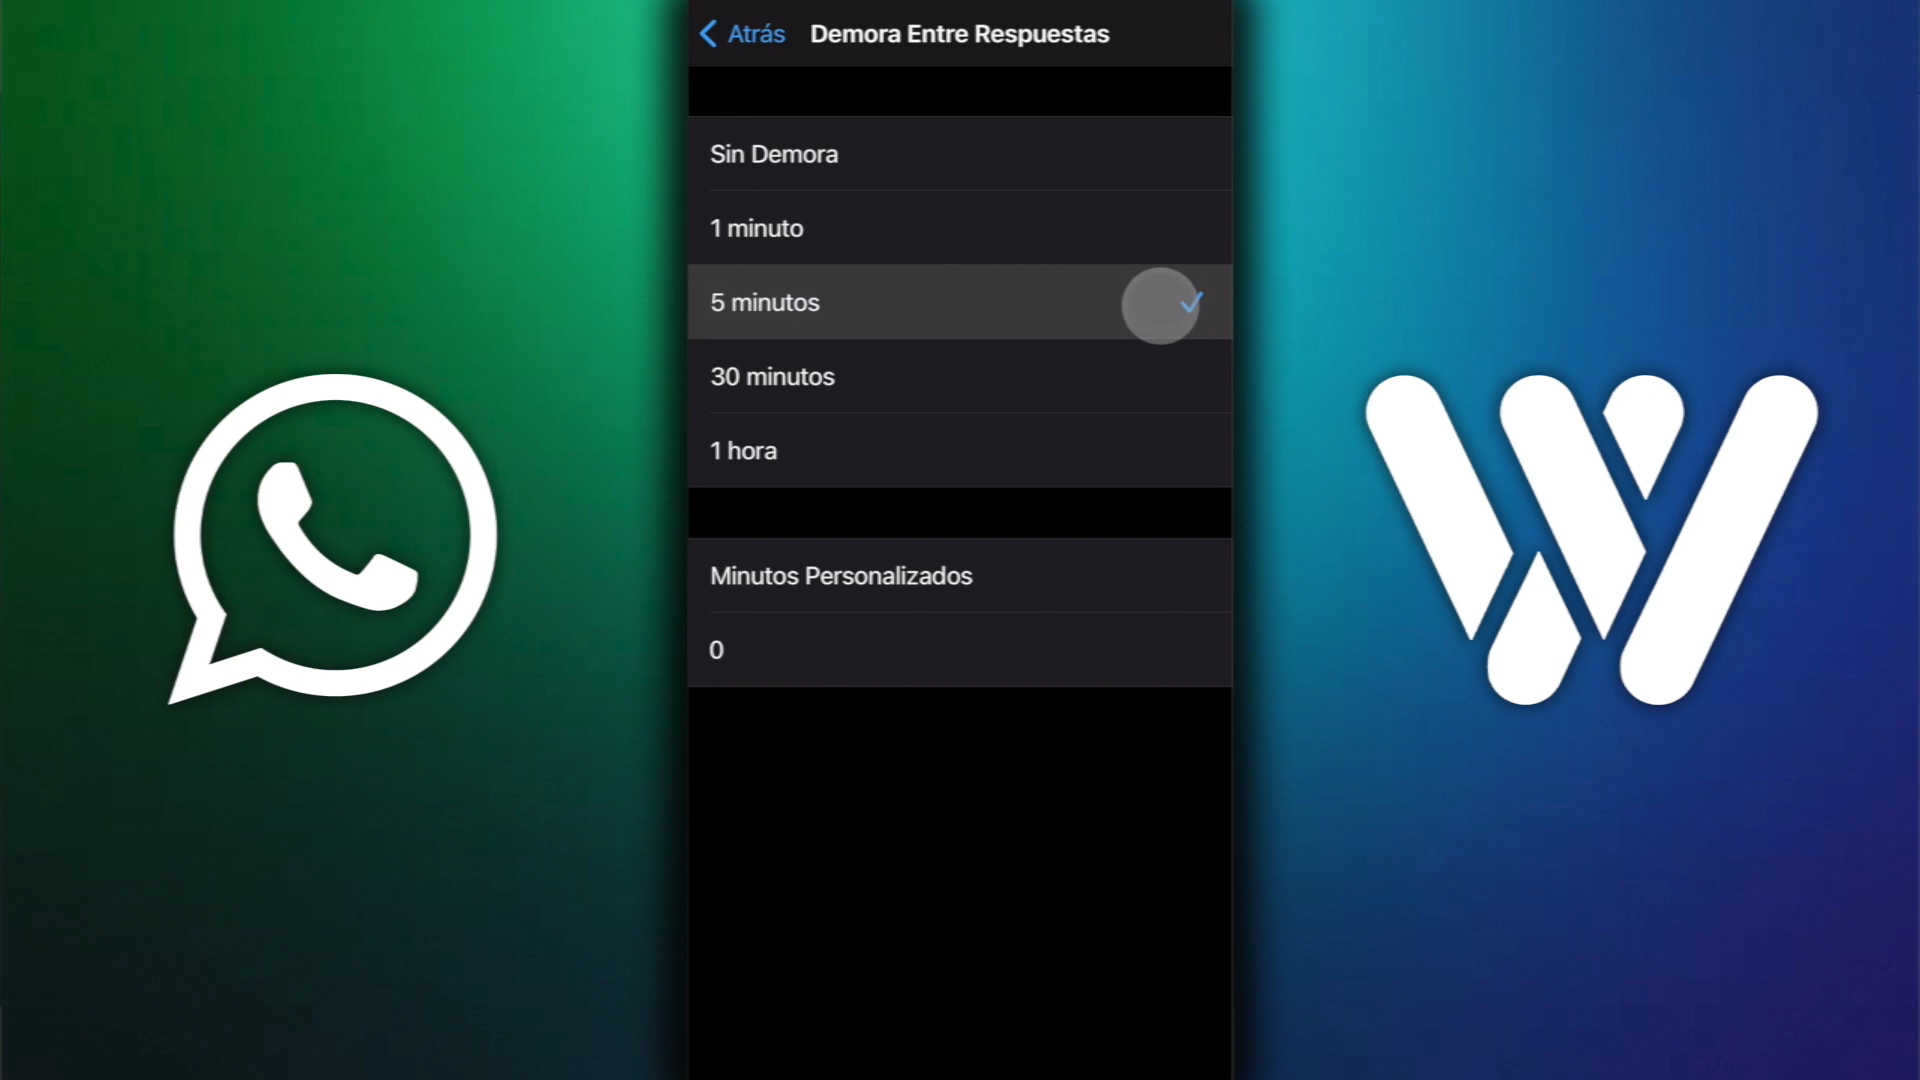 Atrás Demora Entre Respuestas
Sin Demora
1 minuto
5 minutos
30 minutos
1 hora
Minutos Personalizados
0